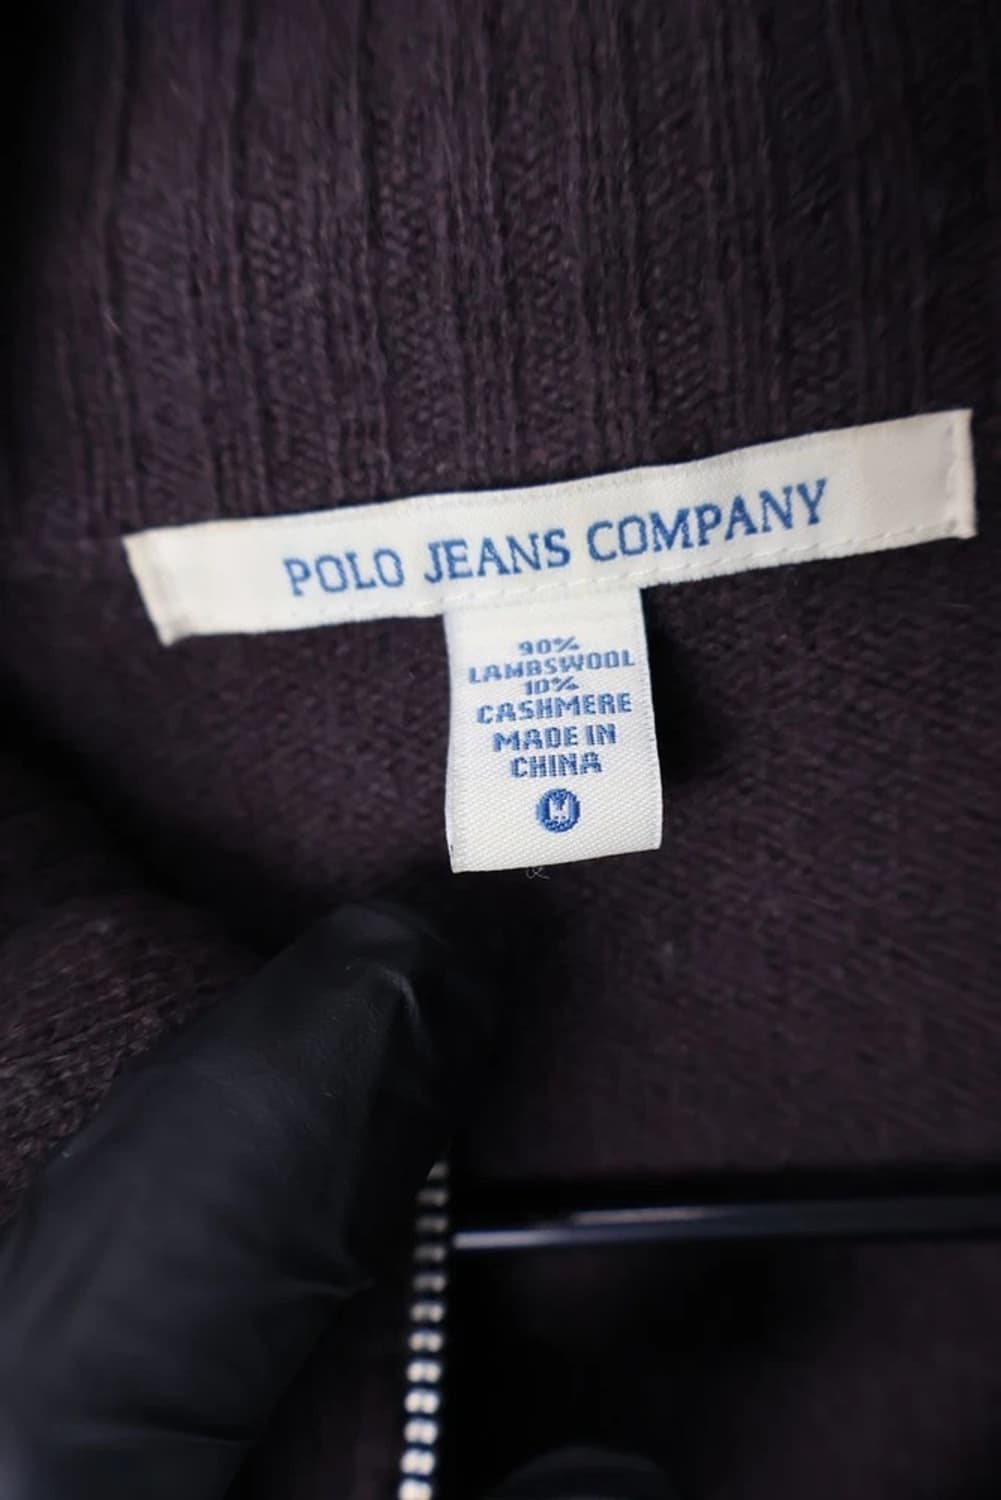 POLO JEANS COMPANY
90%
LAMBSWOOL
10%
CASHMERE
MADE IN
CHINA
M